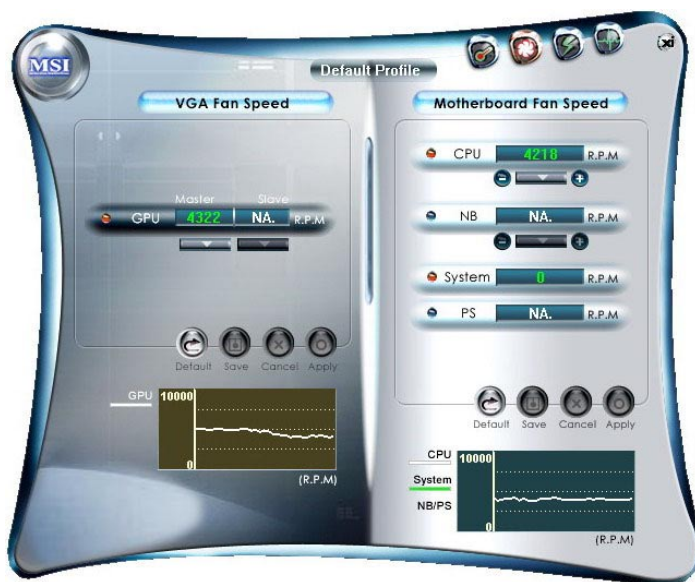 MSI
Default Profile
VGA Fan Speed
Master Slave
GPU 4322 NA. R.P.M
Default Save Cancel Apply
GPU
10000
0
(R.P.M)
Motherboard Fan Speed
CPU 4218 R.P.M
NB NA. R.P.M
System 0 R.P.M
PS NA. R.P.M
Default Save Cancel Apply
CPU
System
NB/PS
10000
0
(R.P.M)